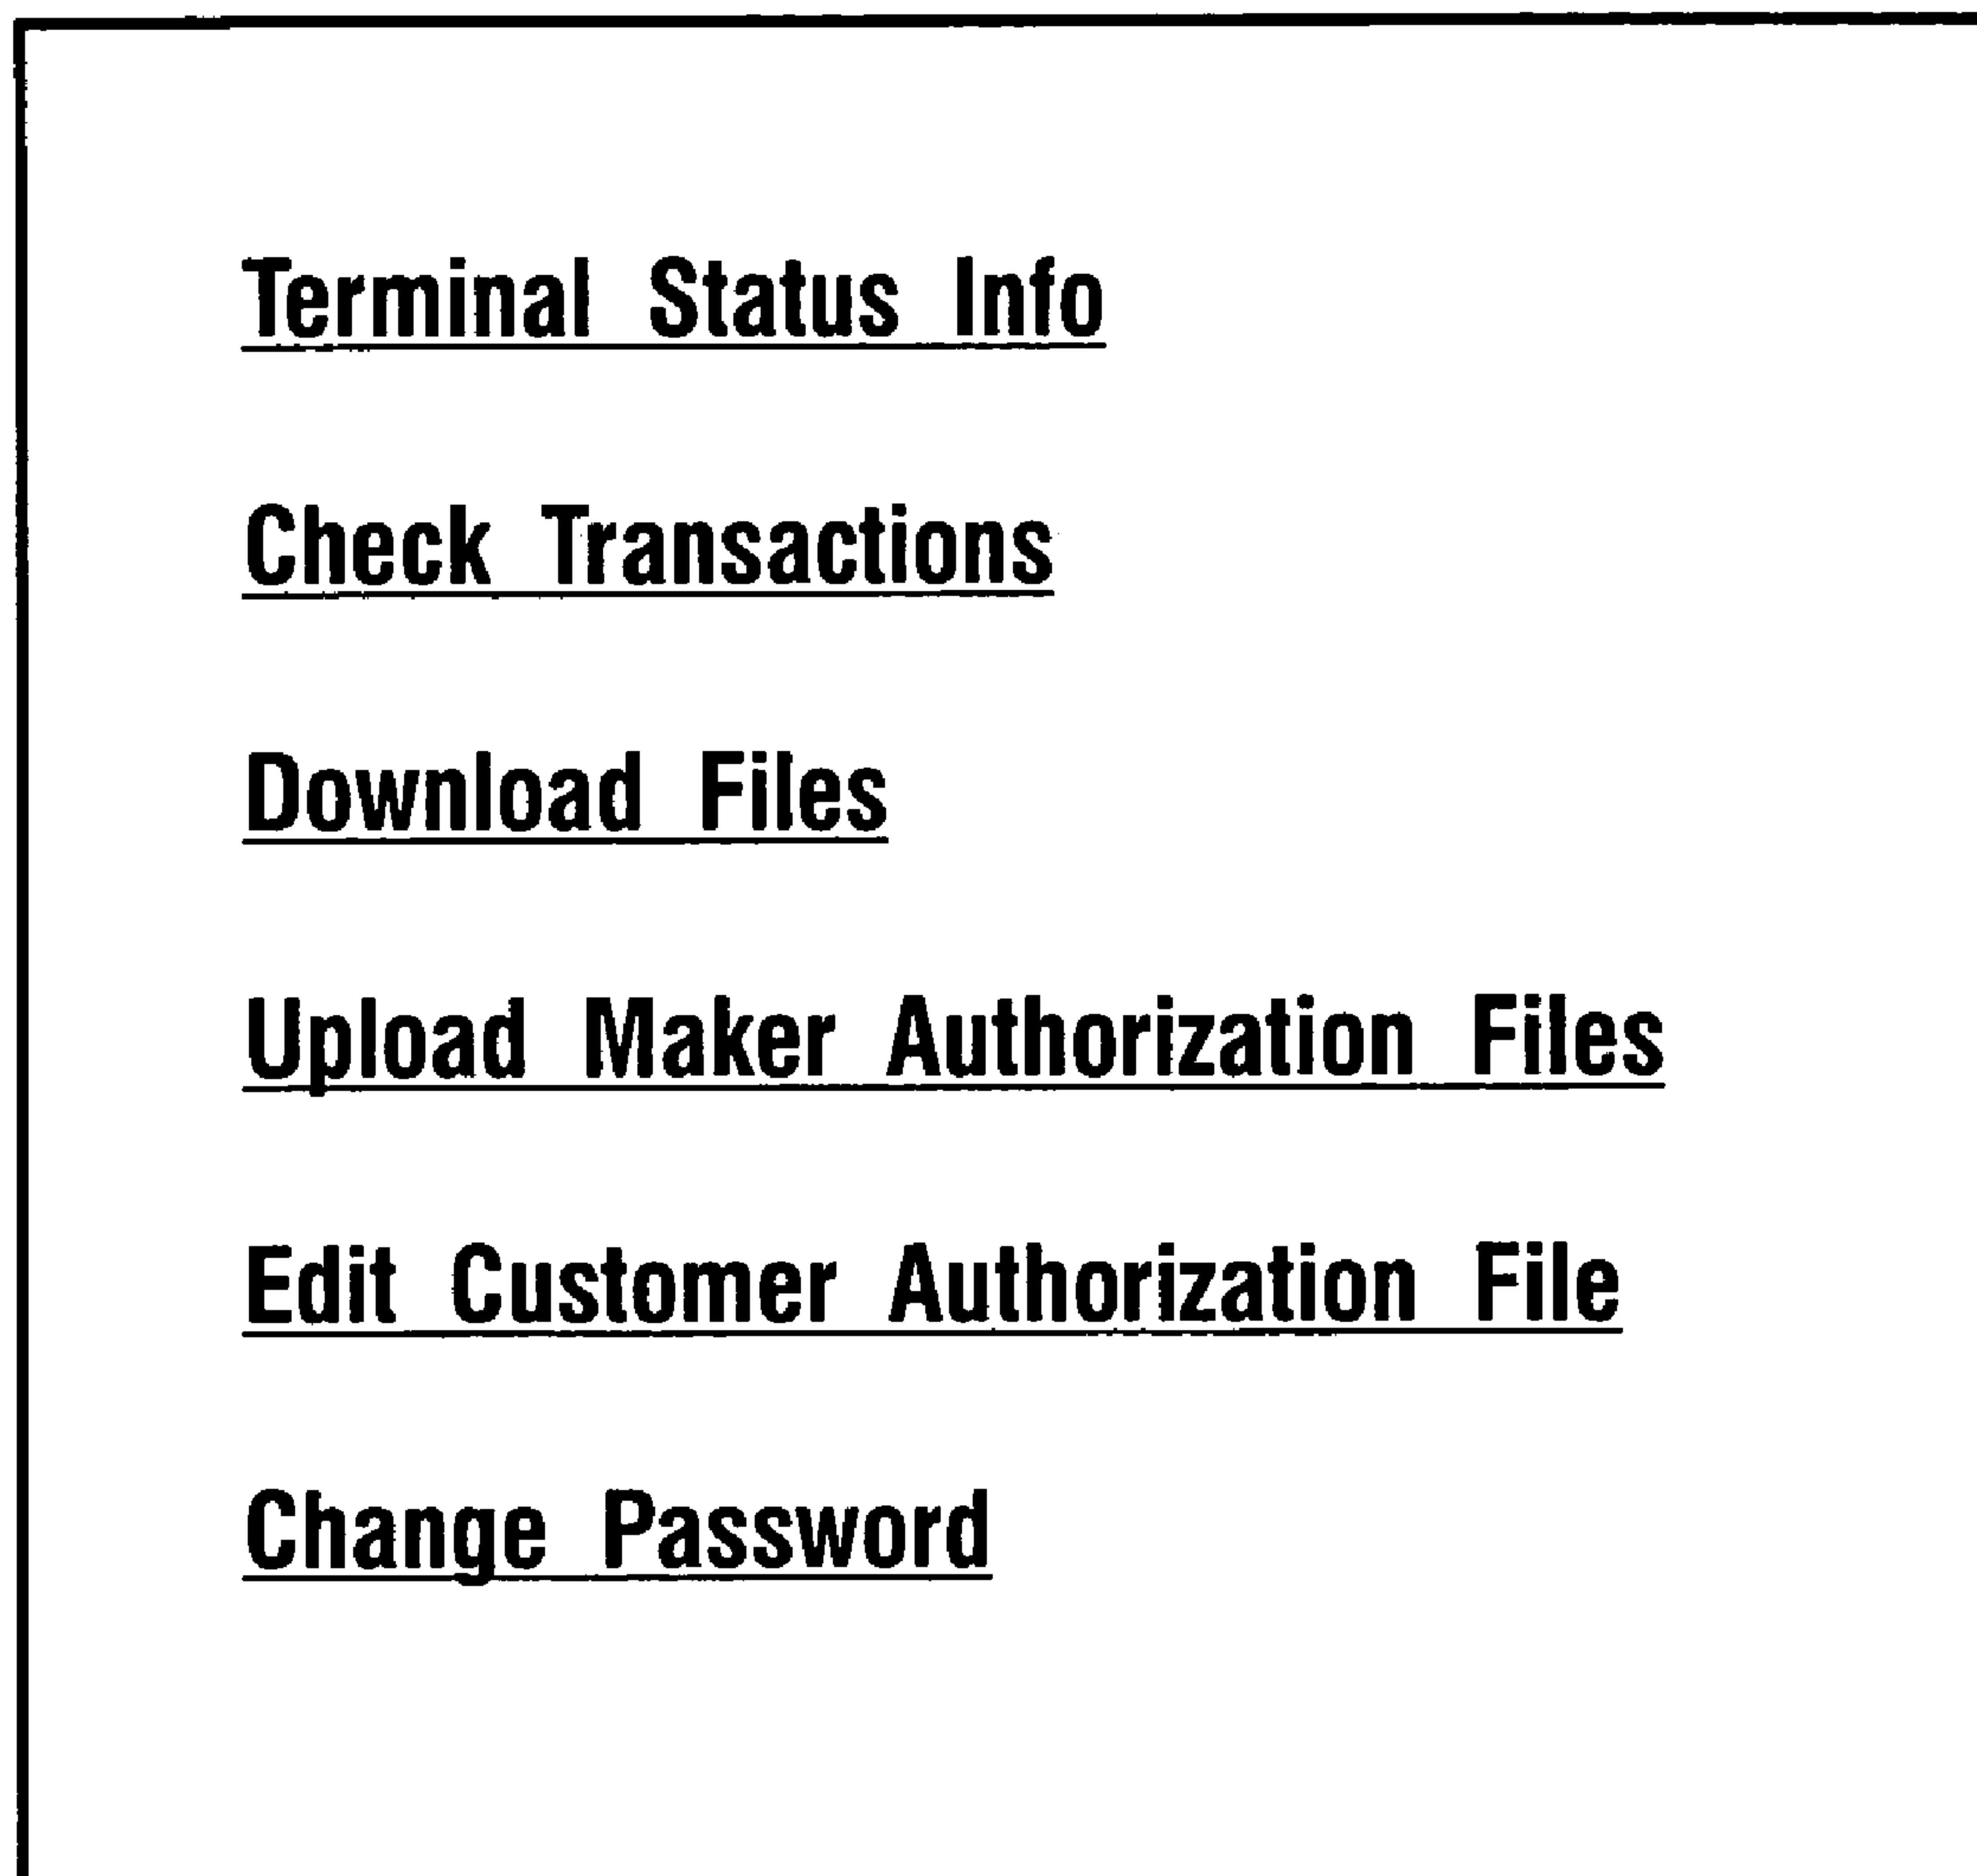 Terminal Status Info
Check Transactions
Download Files
Upload Maker Authorization Files
Edit Customer Authorization File
Change Password